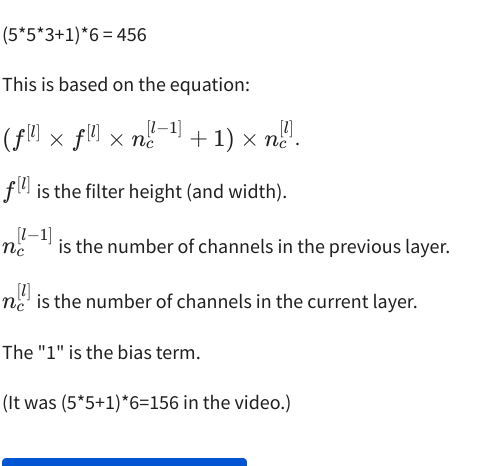 (5*5*3+1)*6 = 456
This is based on the equation:
(f^{[l]} × f^{[l]} × n_c^{[l−1]} + 1) × n_c^{[l]}.
f^{[l]} is the filter height (and width).
n_c^{[l−1]} is the number of channels in the previous layer.
n_c^{[l]} is the number of channels in the current layer.
The "1" is the bias term.
(It was (5*5+1)*6=156 in the video.)